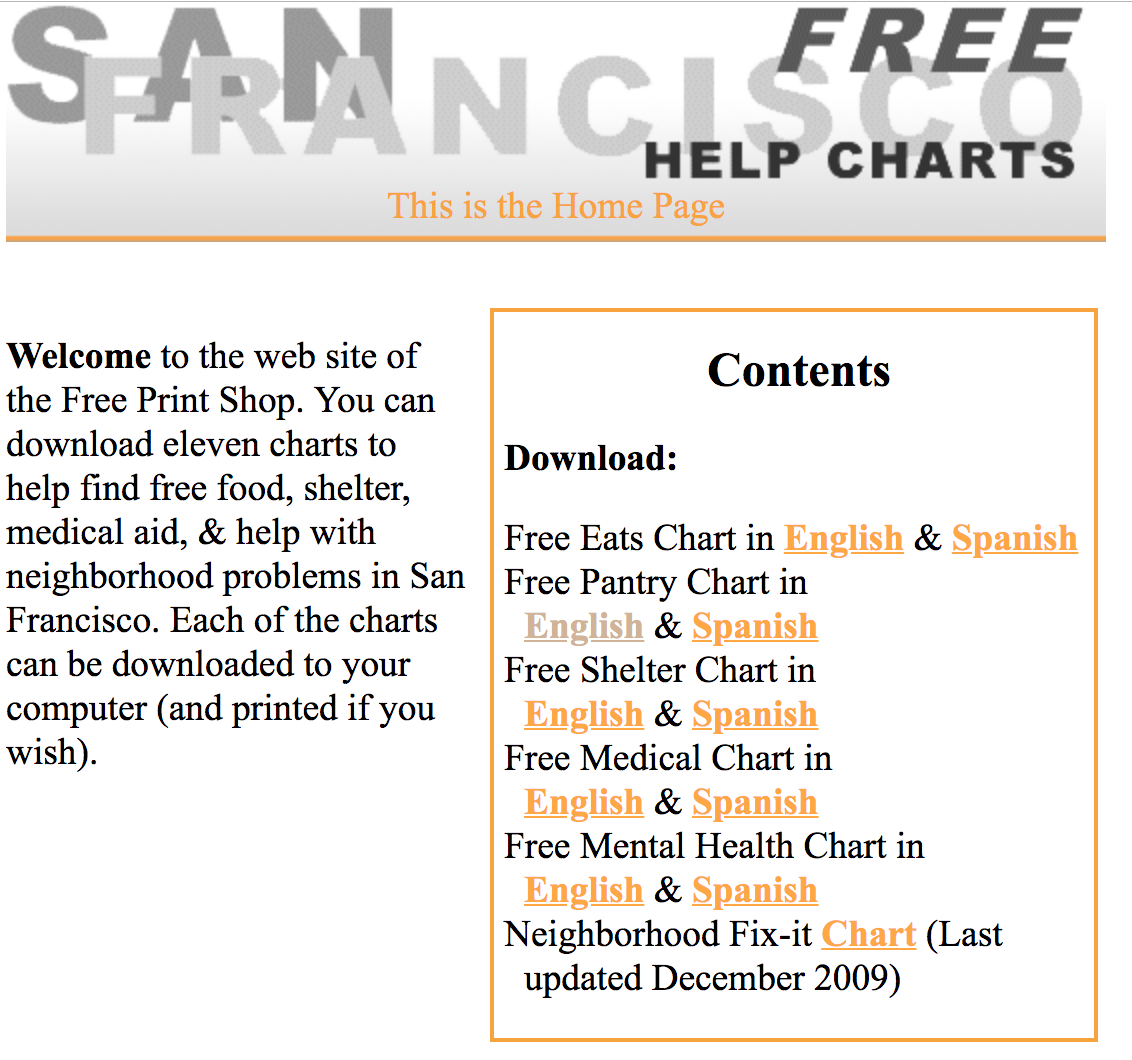 SAN FREE
FRANCISCO
HELP CHARTS
This is the Home Page
Welcome to the web site of
the Free Print Shop. You can
download eleven charts to
help find free food, shelter,
medical aid, & help with
neighborhood problems in San
Francisco. Each of the charts
can be downloaded to your
computer (and printed if you
wish).
Contents
Download:
Free Eats Chart in English & Spanish
Free Pantry Chart in
English & Spanish
Free Shelter Chart in
English & Spanish
Free Medical Chart in
English & Spanish
Free Mental Health Chart in
English & Spanish
Neighborhood Fix-it Chart (Last
updated December 2009)